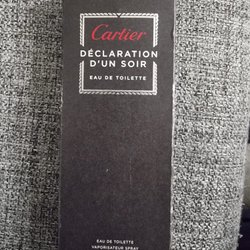 Cartier
DÉCLARATION
D'UN SOIR
EAU DE TOILETTE
EAU DE TOILETTE
VAPORISATEUR SPRAY